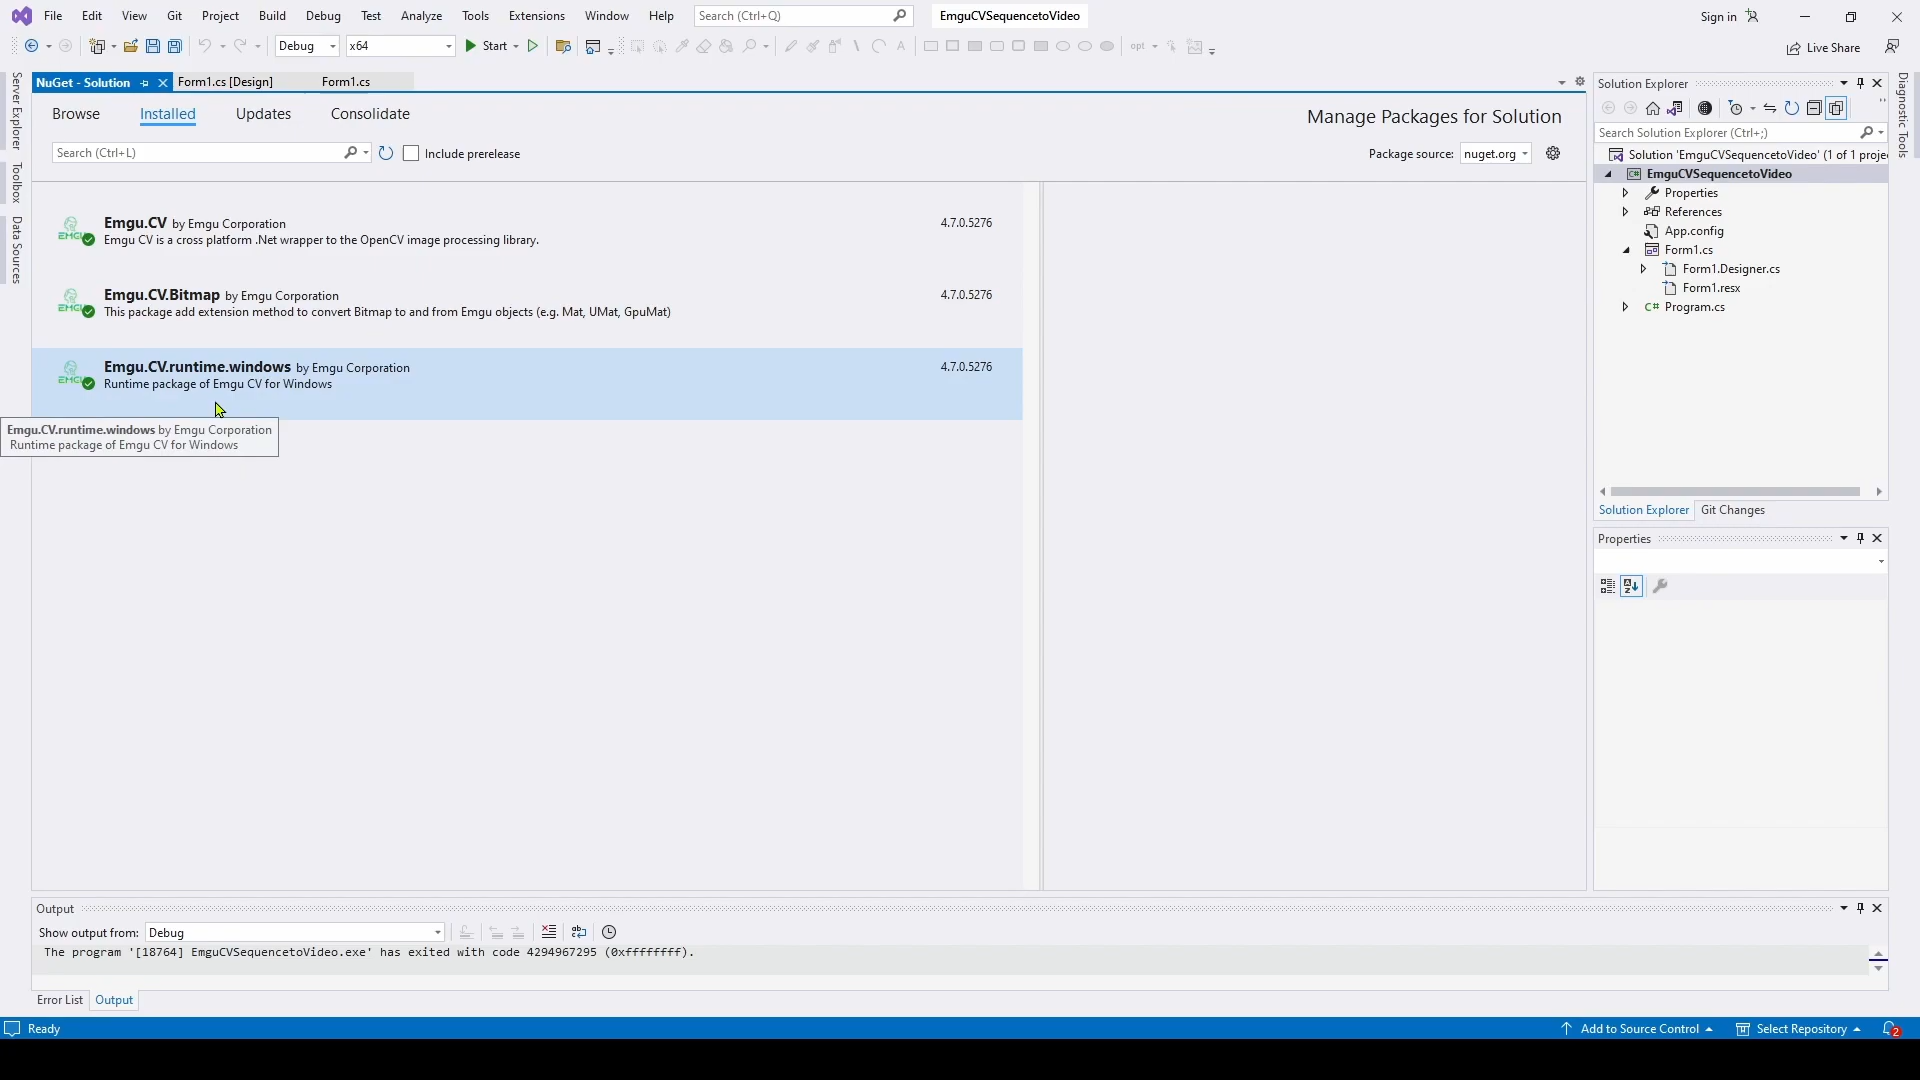 File Edit View Git Project Build Debug Test Analyze Tools Extensions Window Help Search (Ctrl+Q) EmguCVSequencetoVideo Sign in
Debug x64 Start opt Live Share
Server Explorer
Toolbox
Data Sources
NuGet - Solution Form1.cs [Design] Form1.cs
Browse Installed Updates Consolidate
Manage Packages for Solution
Search (Ctrl+L) Include prerelease
Package source: nuget.org
Emgu.CV by Emgu Corporation 4.7.0.5276
Emgu CV is a cross platform .Net wrapper to the OpenCV image processing library.
Emgu.CV.Bitmap by Emgu Corporation 4.7.0.5276
This package add extension method to convert Bitmap to and from Emgu objects (e.g. Mat, UMat, GpuMat)
Emgu.CV.runtime.windows by Emgu Corporation 4.7.0.5276
Runtime package of Emgu CV for Windows
Emgu.CV.runtime.windows by Emgu Corporation
Runtime package of Emgu CV for Windows
Solution Explorer
Search Solution Explorer (Ctrl+;)
Solution 'EmguCVSequencetoVideo' (1 of 1 proje
C# EmguCVSequencetoVideo
Properties
References
App.config
Form1.cs
Form1.Designer.cs
Form1.resx
C# Program.cs
Solution Explorer Git Changes
Properties
Diagnostic Tools
Output
Show output from: Debug
The program '[18764] EmguCVSequencetoVideo.exe' has exited with code 4294967295 (0xffffffff).
Error List Output
Ready Add to Source Control Select Repository 2